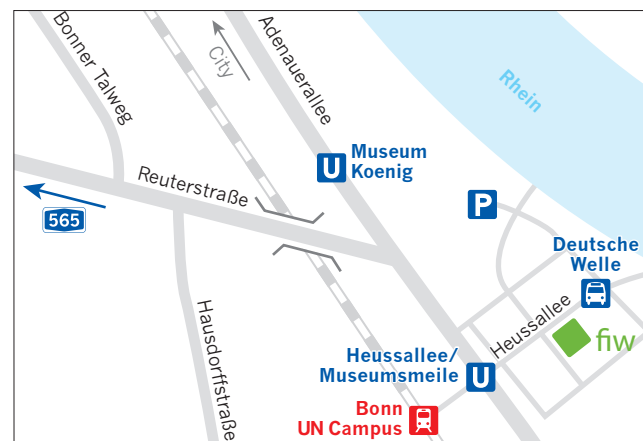 Bonner Talweg
City
Adenauerallee
Rhein
U
Museum
Koenig
Reuterstraße
565
P
Deutsche
Welle
Hausdorffstraße
Heussallee
fiw
Heussallee/
Museumsmeile
U
Bonn
UN Campus